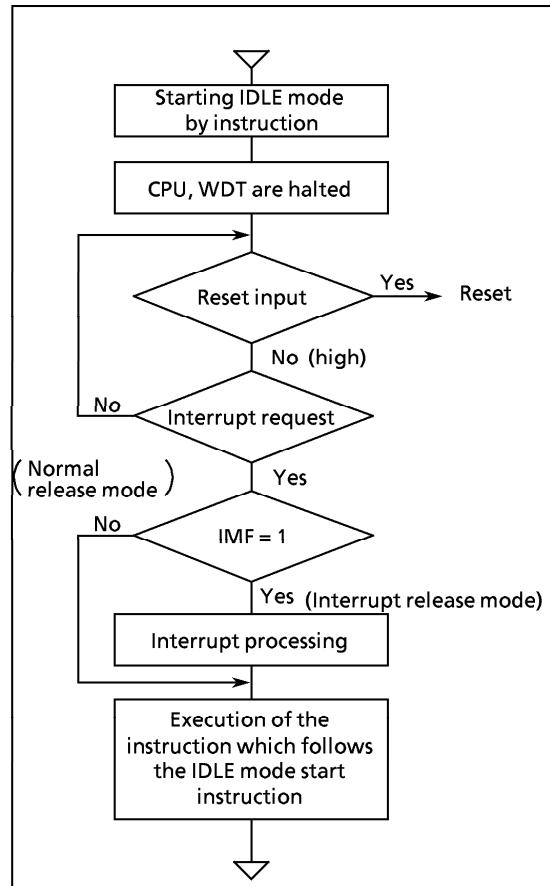 Starting IDLE mode
by instruction
CPU, WDT are halted
Reset input
Yes
Reset
No (high)
No
Interrupt request
(Normal
release mode)
Yes
No
IMF = 1
Yes (Interrupt release mode)
Interrupt processing
Execution of the
instruction which follows
the IDLE mode start
instruction